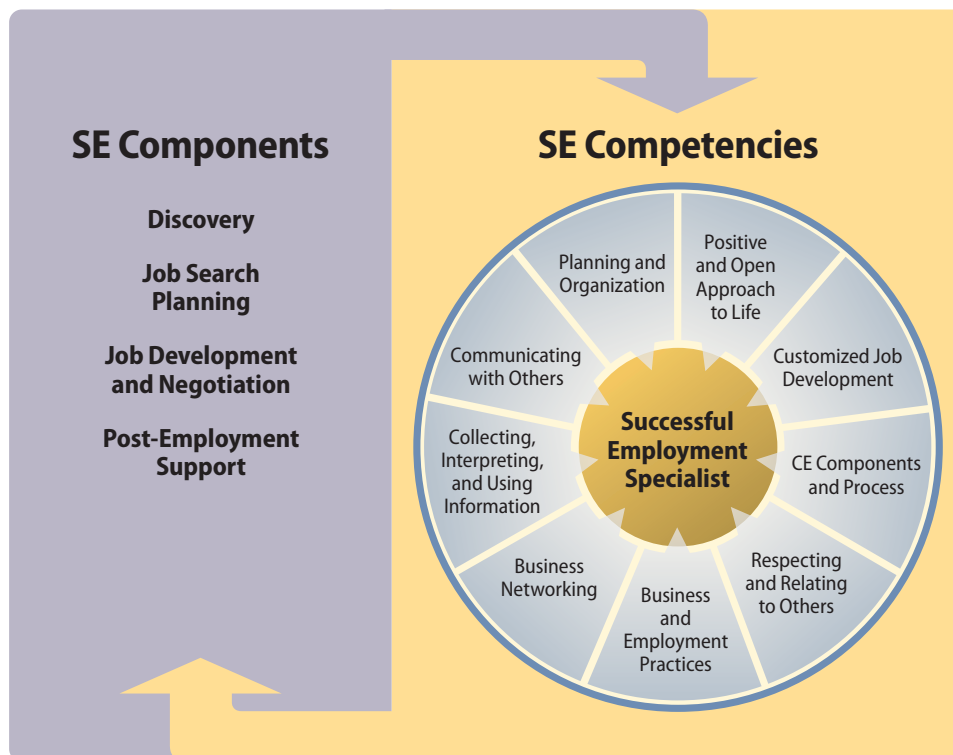 SE Components
Discovery
Job Search
Planning
Job Development
and Negotiation
Post-Employment
Support
SE Competencies
Positive
and Open
Approach
to Life
Customized Job
Development
CE Components
and Process
Respecting
and Relating
to Others
Business
and
Employment
Practices
Business
Networking
Collecting,
Interpreting,
and Using
Information
Communicating
with Others
Planning and
Organization
Successful
Employment
Specialist